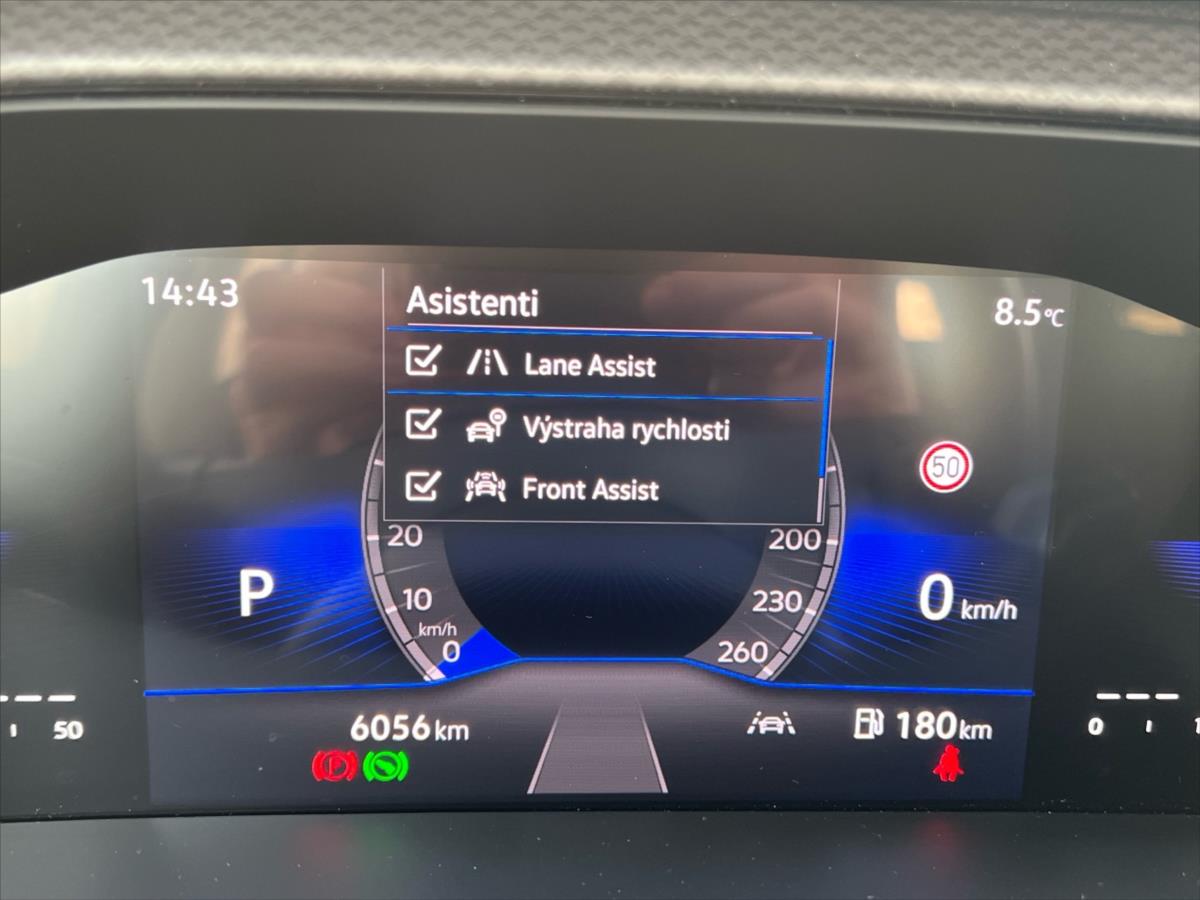 14:43
Asistenti
8.5°C
Lane Assist
Výstraha rychlosti
Front Assist
50
20
200
P
10
230
0 km/h
km/h
0
260
50
6056 km
180 km
0
P